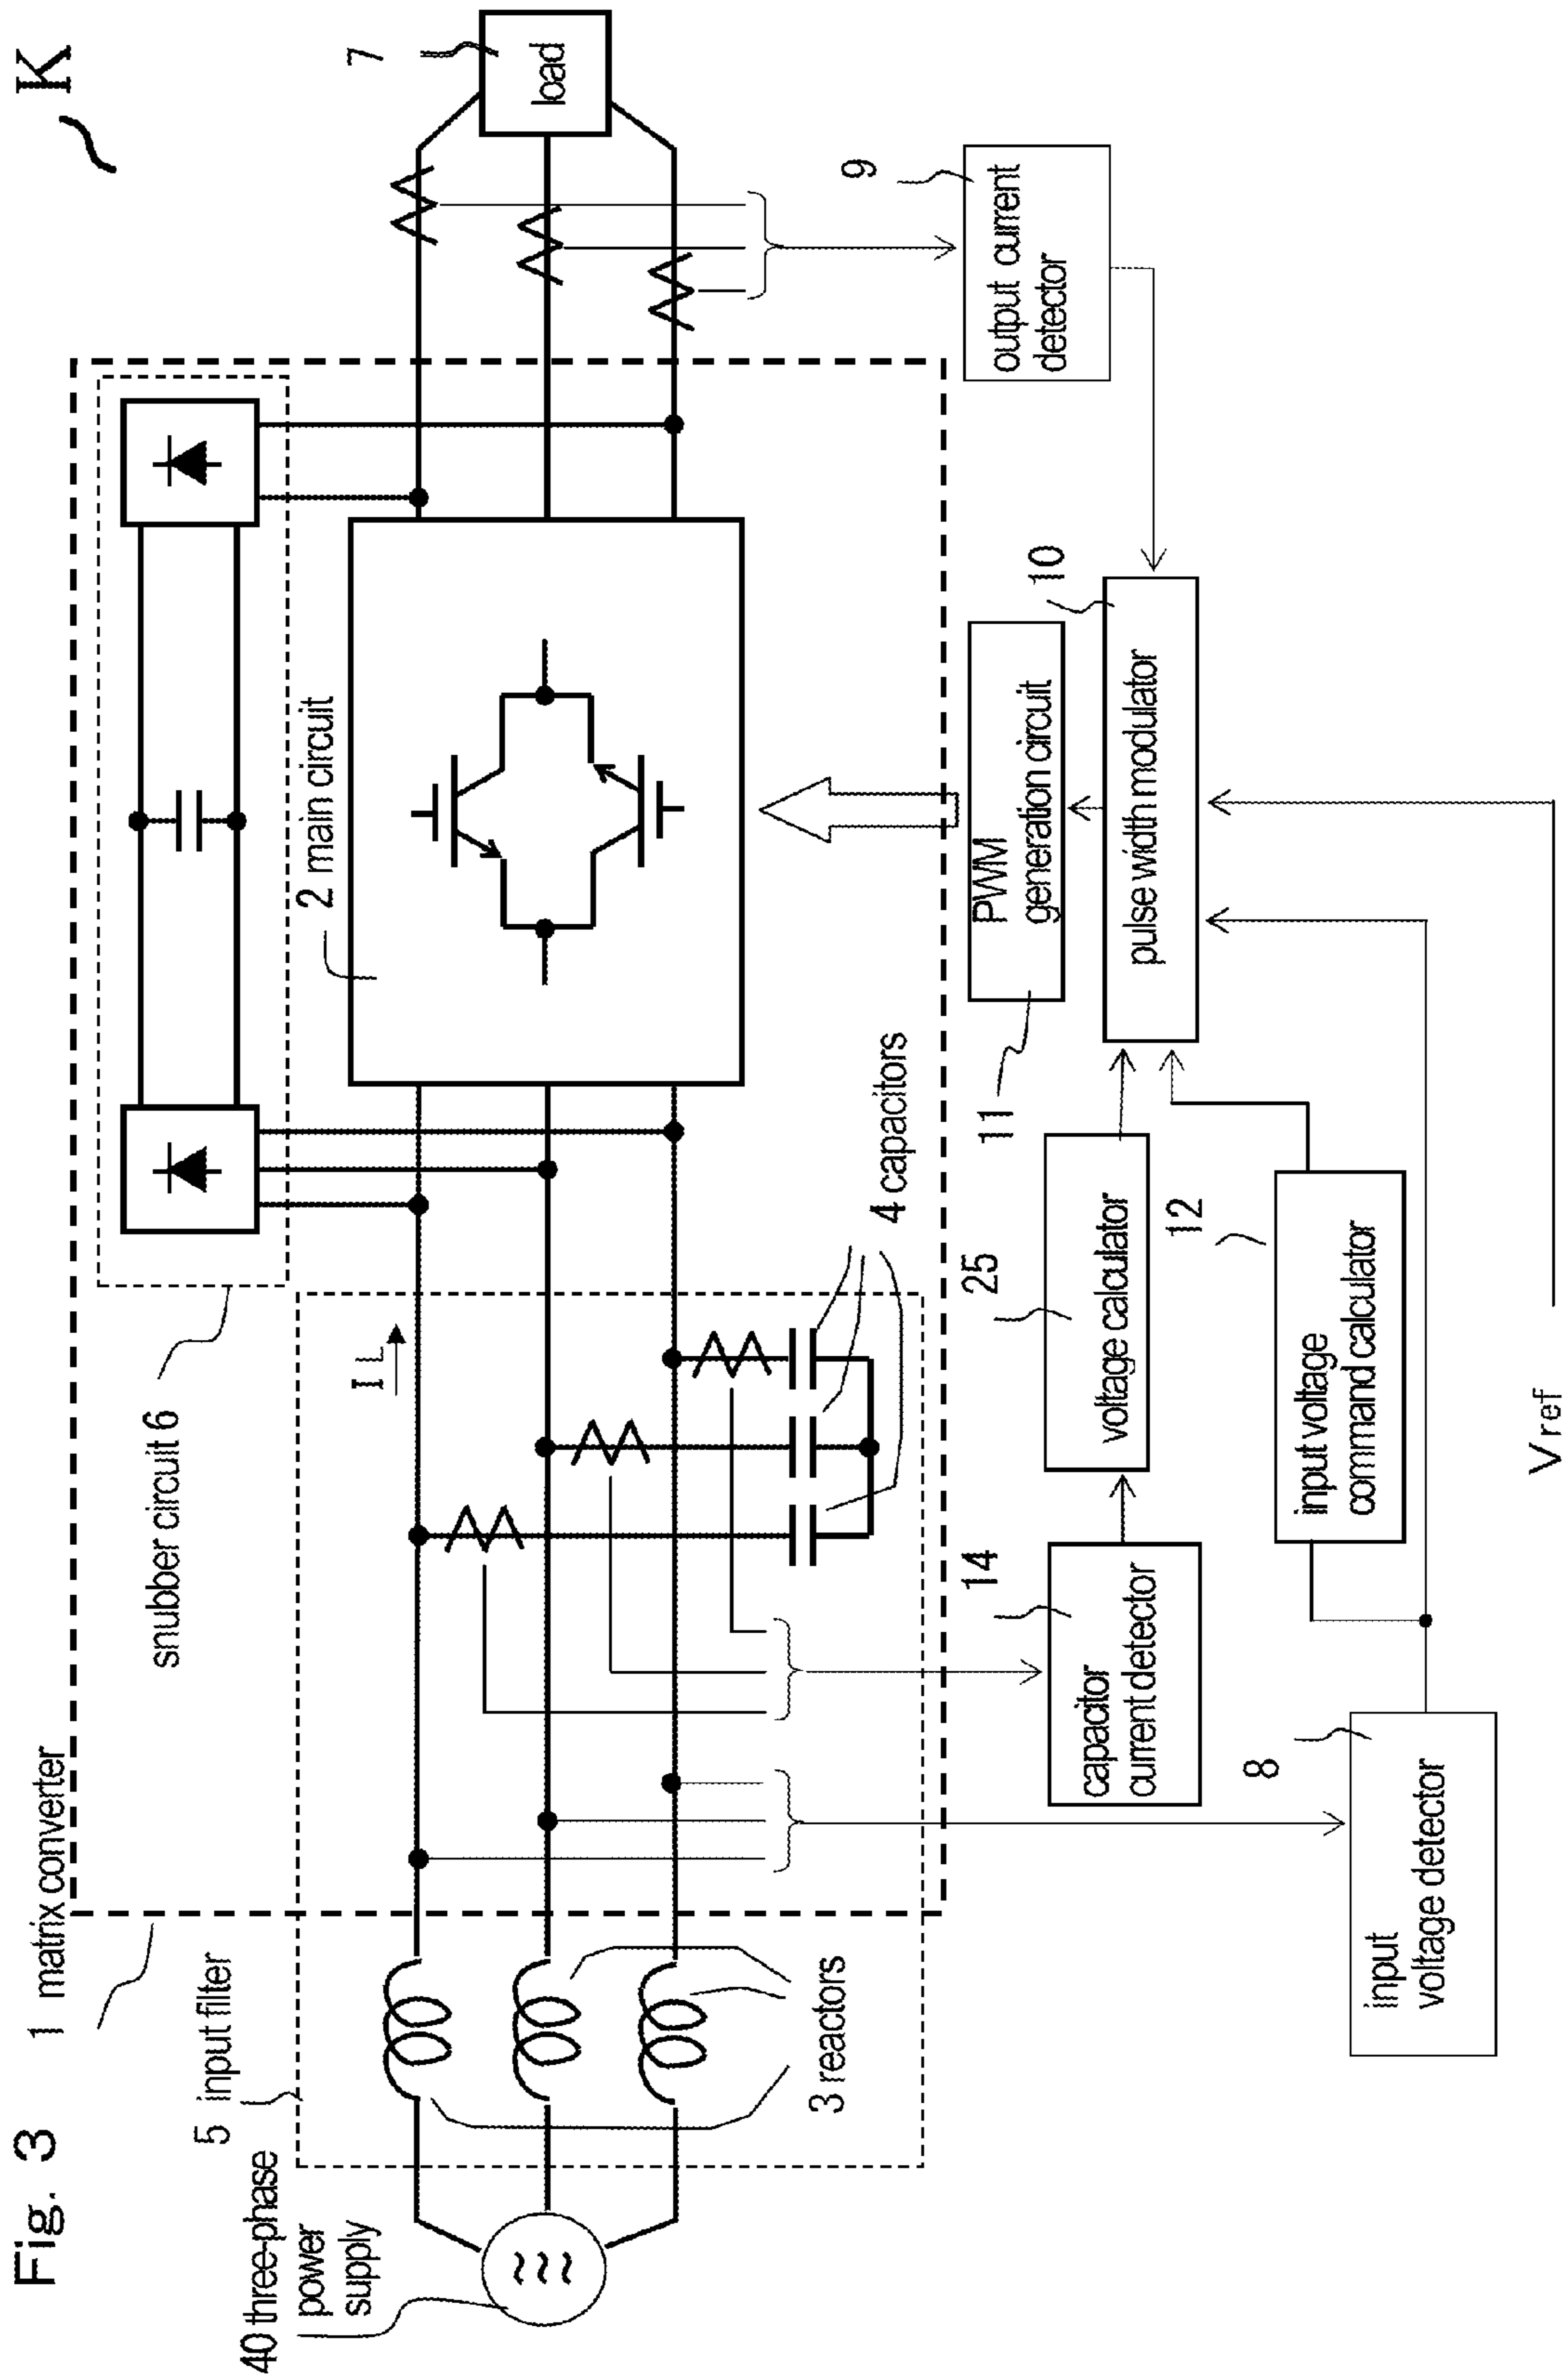 Fig. 3
K
1 matrix converter
snubber circuit 6
5 input filter
40 three-phase
power
supply
2 main circuit
7
load
I L
3 reactors
4 capacitors
9
output current
detector
14
capacitor
current detector
25
voltage calculator
11
PWM
generation circuit
10
pulse width modulator
12
input voltage
command calculator
8
input
voltage detector
Vref